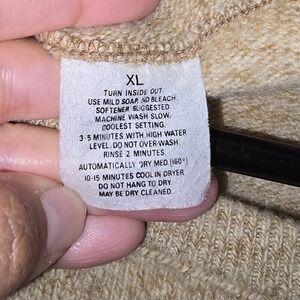 XL
TURN INSIDE OUT
USE MILD SOAP, NO BLEACH
SOFTENER SUGGESTED
MACHINE WASH SLOW,
COOLEST SETTING.
3-5 MINUTES WITH HIGH WATER
LEVEL. DO NOT OVER-WASH.
RINSE 2 MINUTES.
AUTOMATICALLY DRY MED. (160°)
10-15 MINUTES COOL IN DRYER
DO NOT HANG TO DRY
MAY BE DRY CLEANED.